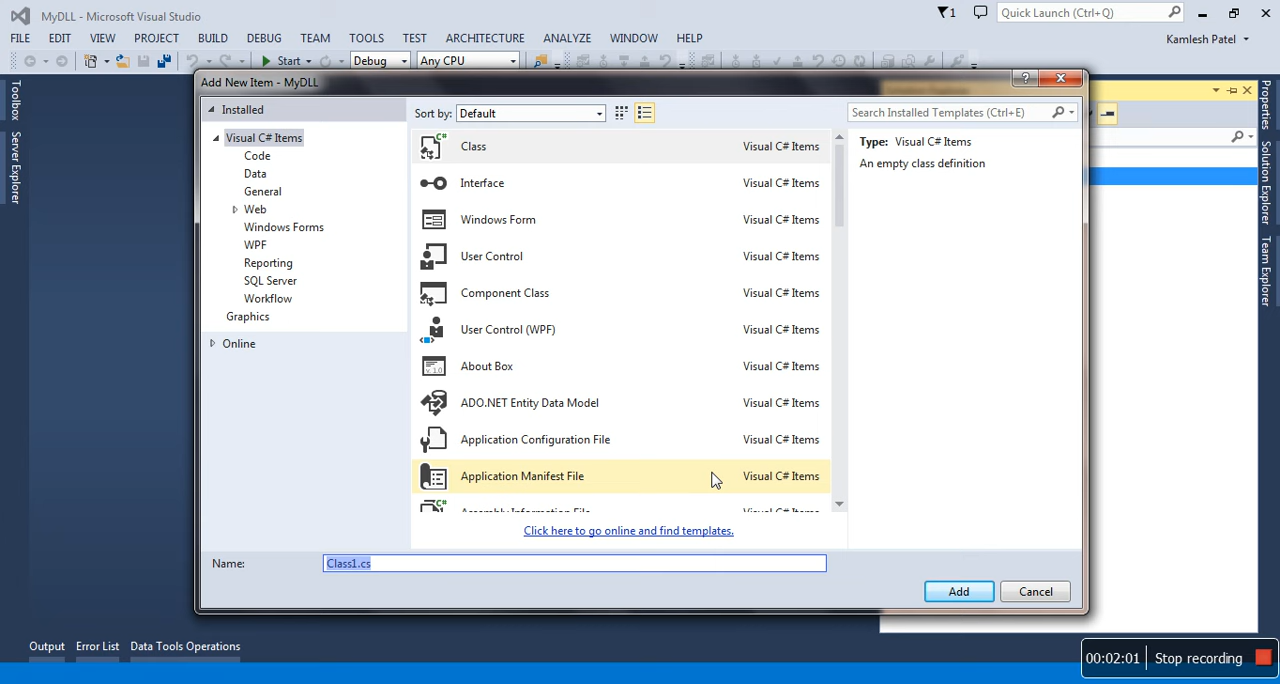 MyDLL - Microsoft Visual Studio
1
Quick Launch (Ctrl+Q)
FILE EDIT VIEW PROJECT BUILD DEBUG TEAM TOOLS TEST ARCHITECTURE ANALYZE WINDOW HELP
Kamlesh Patel
Start
Debug
Any CPU
Toolbox
Server Explorer
Properties
Solution Explorer
Team Explorer
Add New Item - MyDLL
?
Installed
Visual C# Items
Code
Data
General
Web
Windows Forms
WPF
Reporting
SQL Server
Workflow
Graphics
Online
Sort by: Default
Search Installed Templates (Ctrl+E)
Class Visual C# Items
Interface Visual C# Items
Windows Form Visual C# Items
User Control Visual C# Items
Component Class Visual C# Items
User Control (WPF) Visual C# Items
About Box Visual C# Items
ADO.NET Entity Data Model Visual C# Items
Application Configuration File Visual C# Items
Application Manifest File Visual C# Items
Assembly Information File Visual C# Items
Type: Visual C# Items
An empty class definition
Click here to go online and find templates.
Name: Class1.cs
Add Cancel
Output Error List Data Tools Operations
00:02:01 Stop recording